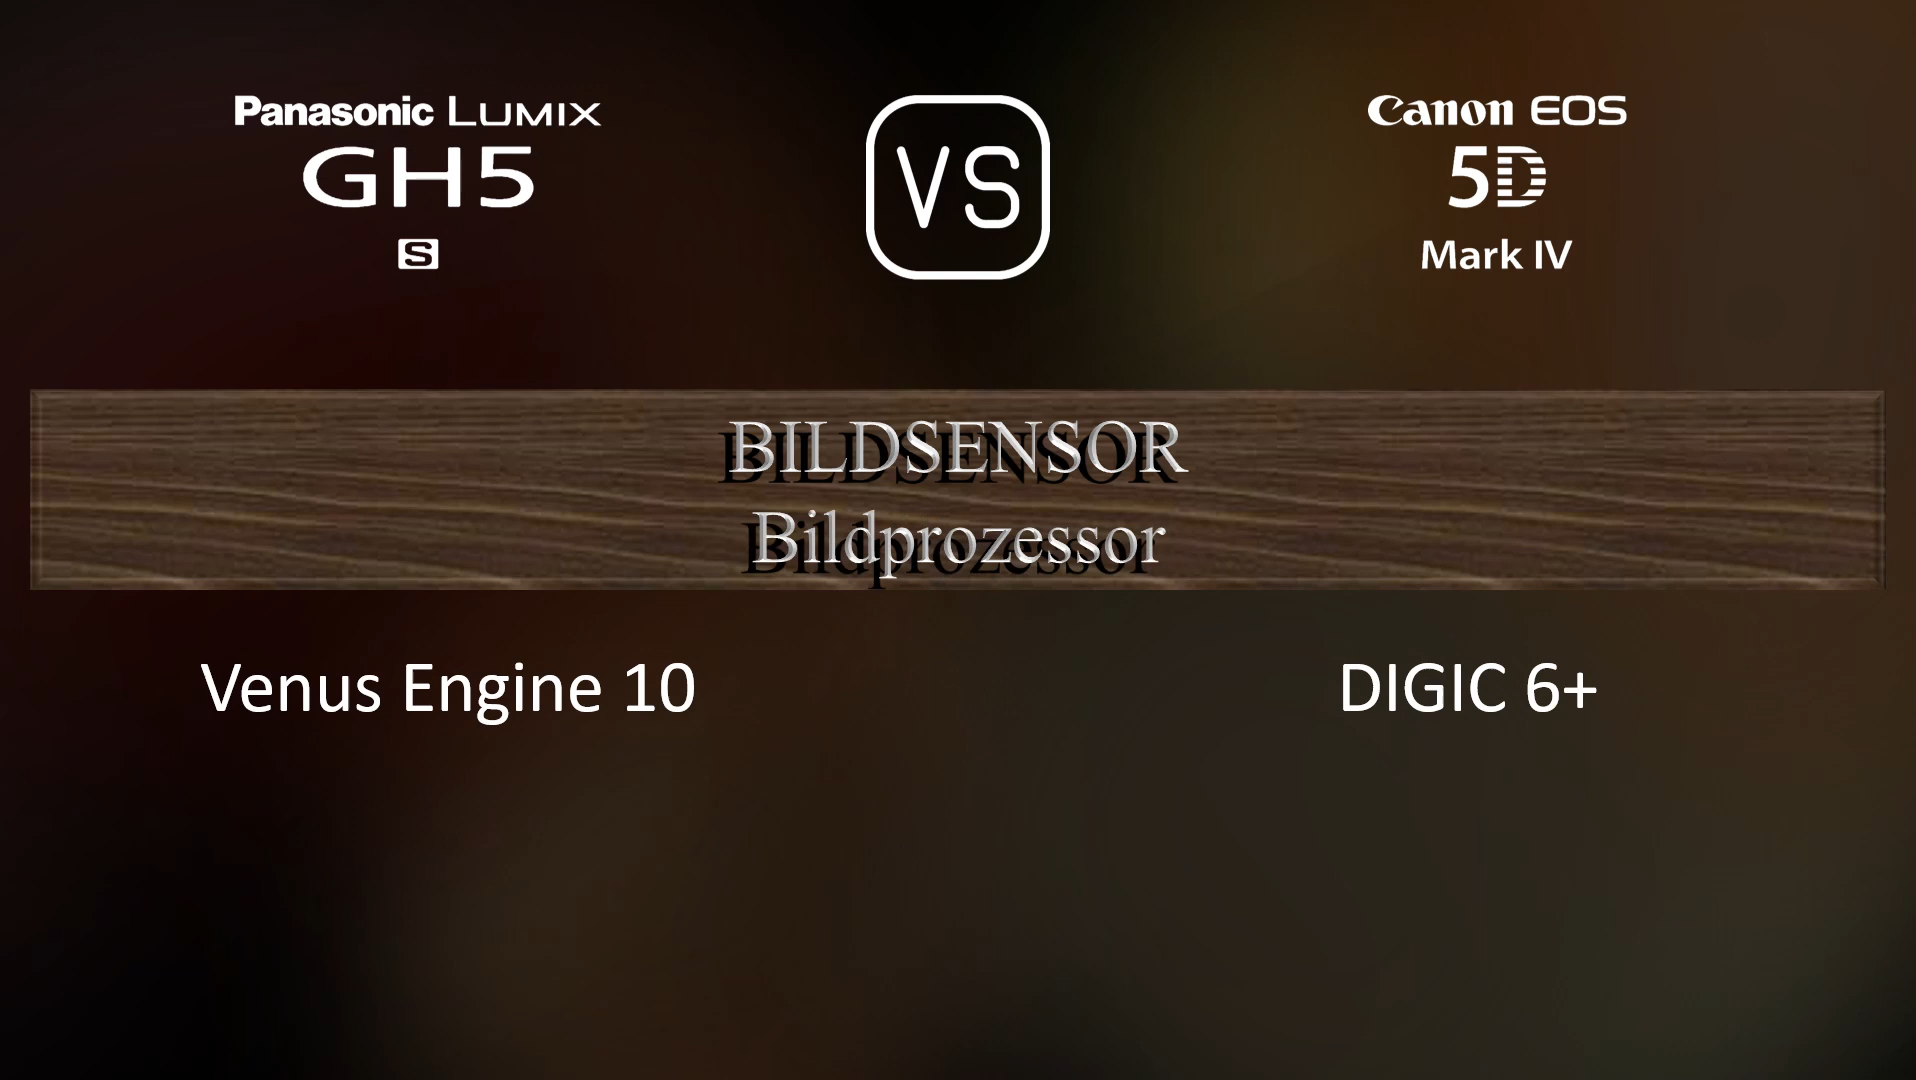 Panasonic LUMIX
GH5
S
VS
Canon EOS
5D
Mark IV
BILDSENSOR
Bildprozessor
Venus Engine 10
DIGIC 6+